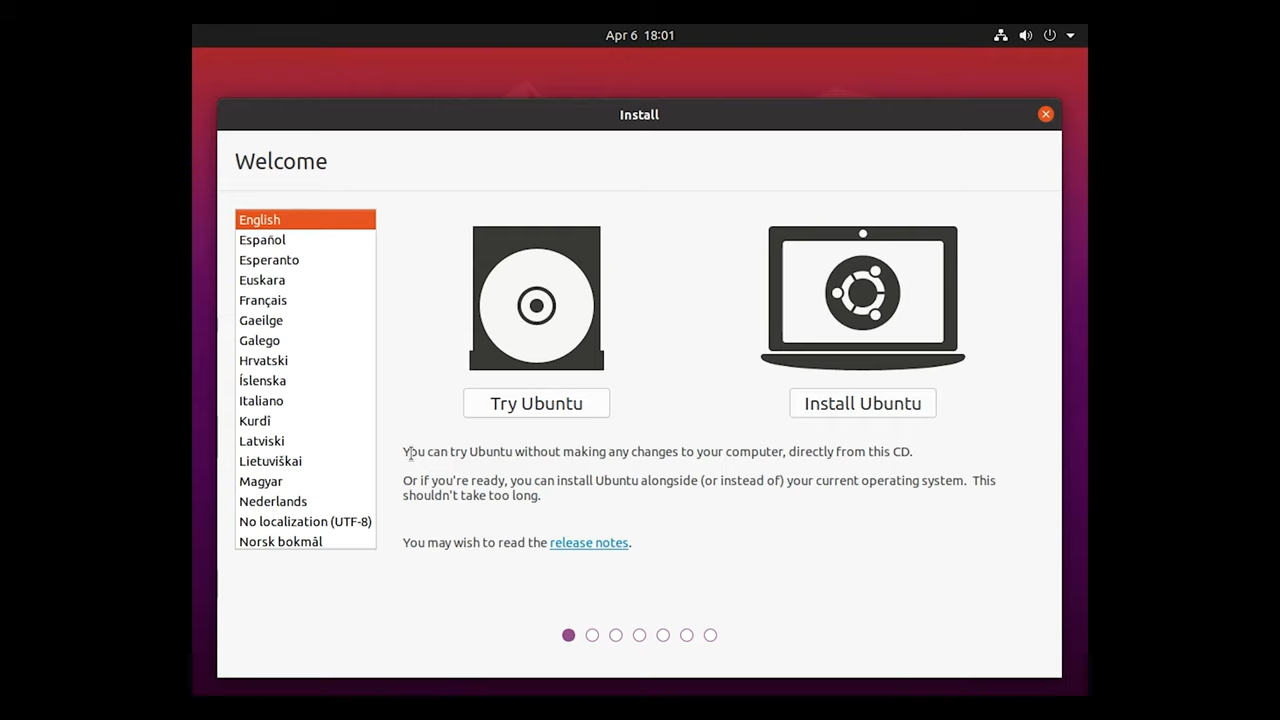 Apr 6 18:01
Install
Welcome
English
Español
Esperanto
Euskara
Français
Gaeilge
Galego
Hrvatski
Íslenska
Italiano
Kurdî
Latviski
Lietuviškai
Magyar
Nederlands
No localization (UTF-8)
Norsk bokmål
Try Ubuntu
Install Ubuntu
You can try Ubuntu without making any changes to your computer, directly from this CD.
Or if you're ready, you can install Ubuntu alongside (or instead of) your current operating system. This
shouldn't take too long.
You may wish to read the release notes.